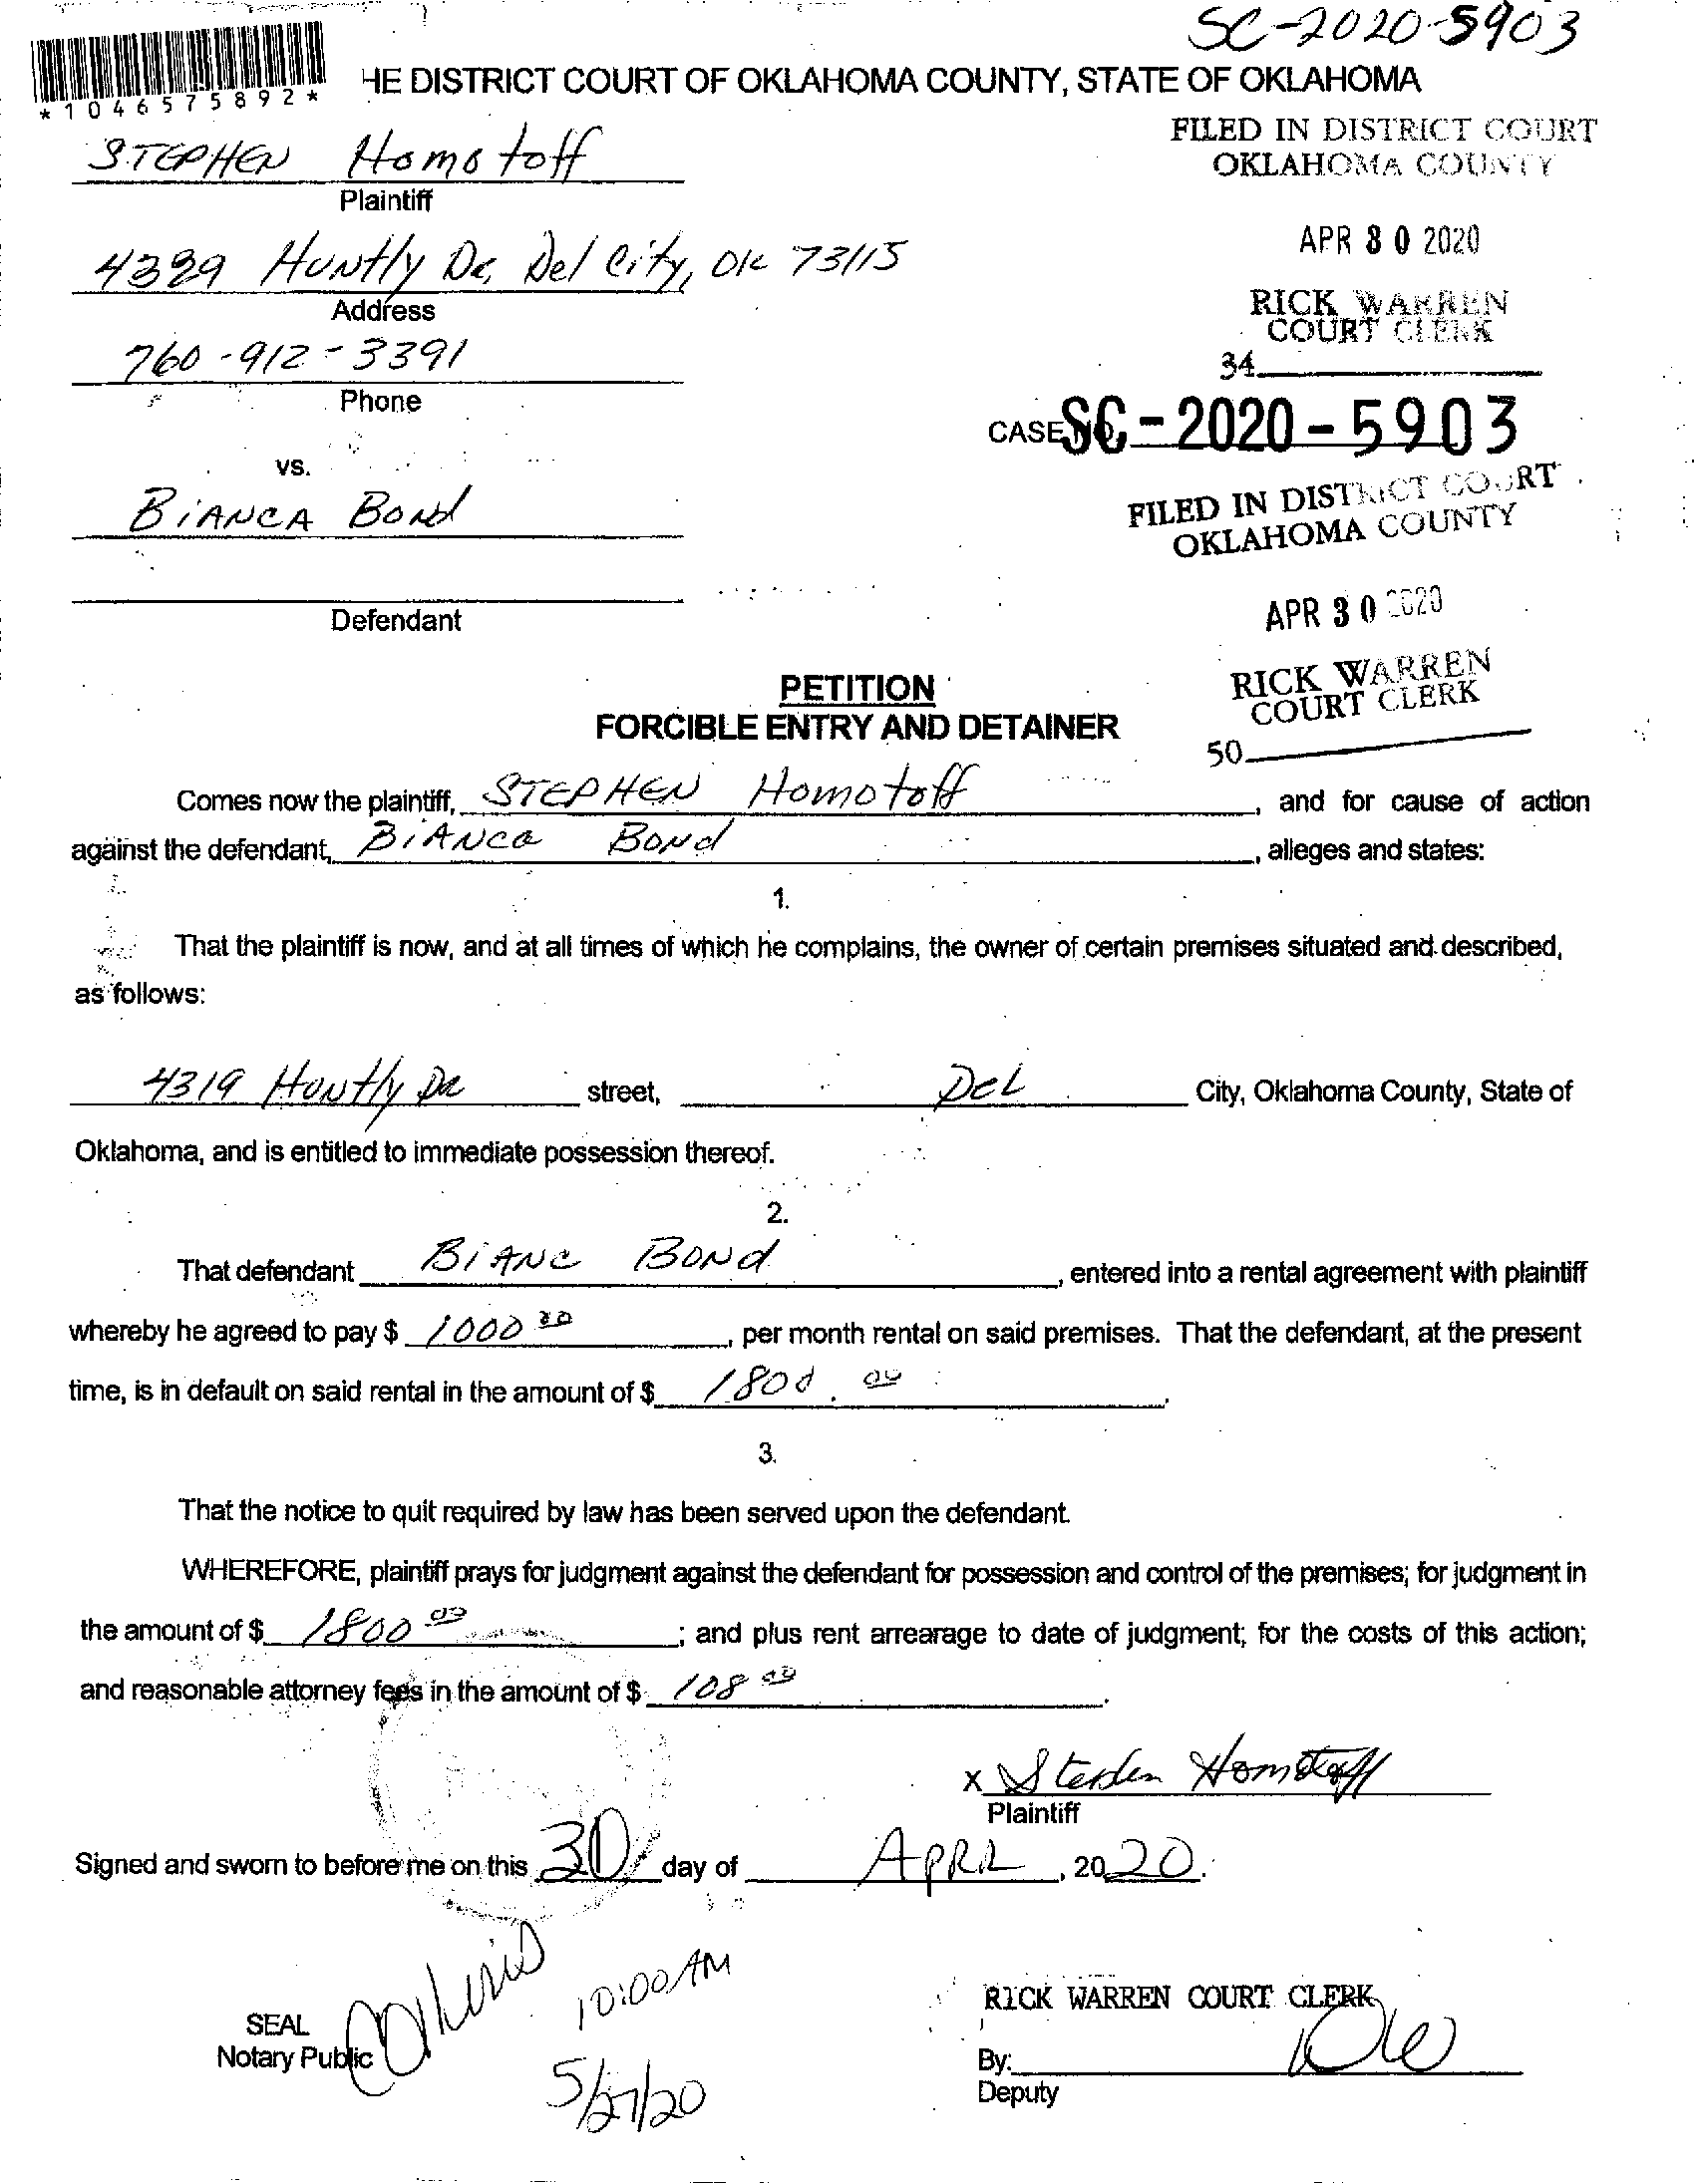 SC-2020-5903
*1046575892*
HE DISTRICT COURT OF OKLAHOMA COUNTY, STATE OF OKLAHOMA
FILED IN DISTRICT COURT
OKLAHOMA COUNTY
STEPHEN Homotoff
Plaintiff
APR 30 2020
4329 Huntly Dr, Del City, OK 73115
Address
RICK WARREN
COURT CLERK
34
760-912-3391
Phone
CASE NO. SC-2020-5903
vs.
BiANCA Bond
FILED IN DISTRICT COURT
OKLAHOMA COUNTY
APR 30 2020
Defendant
RICK WARREN
COURT CLERK
50
PETITION
FORCIBLE ENTRY AND DETAINER
Comes now the plaintiff, STEPHEN Homotoff, and for cause of action
against the defendant, BiANca Bond, alleges and states:
1.
That the plaintiff is now, and at all times of which he complains, the owner of certain premises situated and described,
as follows:
4319 Huntly Dr street, Del City, Oklahoma County, State of
Oklahoma, and is entitled to immediate possession thereof.
2.
That defendant BiANc Bond, entered into a rental agreement with plaintiff
whereby he agreed to pay $ 1000 00, per month rental on said premises. That the defendant, at the present
time, is in default on said rental in the amount of $ 1800. 00.
3.
That the notice to quit required by law has been served upon the defendant.
WHEREFORE, plaintiff prays for judgment against the defendant for possession and control of the premises; for judgment in
the amount of $ 1800 00; and plus rent arrearage to date of judgment; for the costs of this action;
and reasonable attorney fees in the amount of $ 108 00.
x Stephen Homotoff
Plaintiff
Signed and sworn to before me on this 30 day of APRIL, 2020.
10:00 AM
RICK WARREN COURT CLERK
SEAL
Notary Public
By:
Deputy
5/27/20